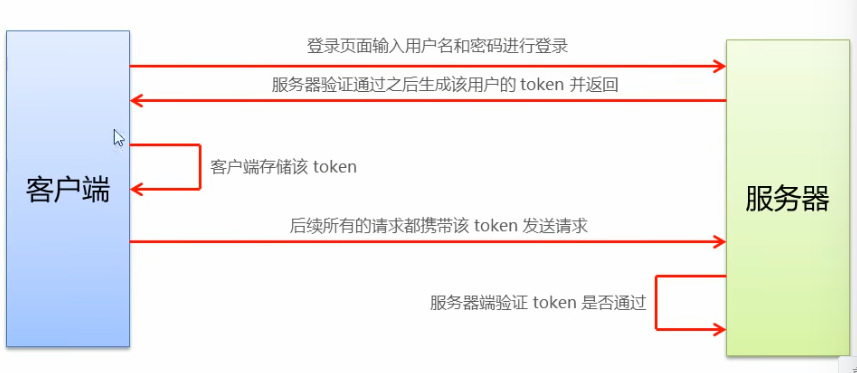 登录页面输入用户名和密码进行登录
服务器验证通过之后生成该用户的 token 并返回
客户端
客户端存储该 token
服务器
后续所有的请求都携带该 token 发送请求
服务器端验证 token 是否通过